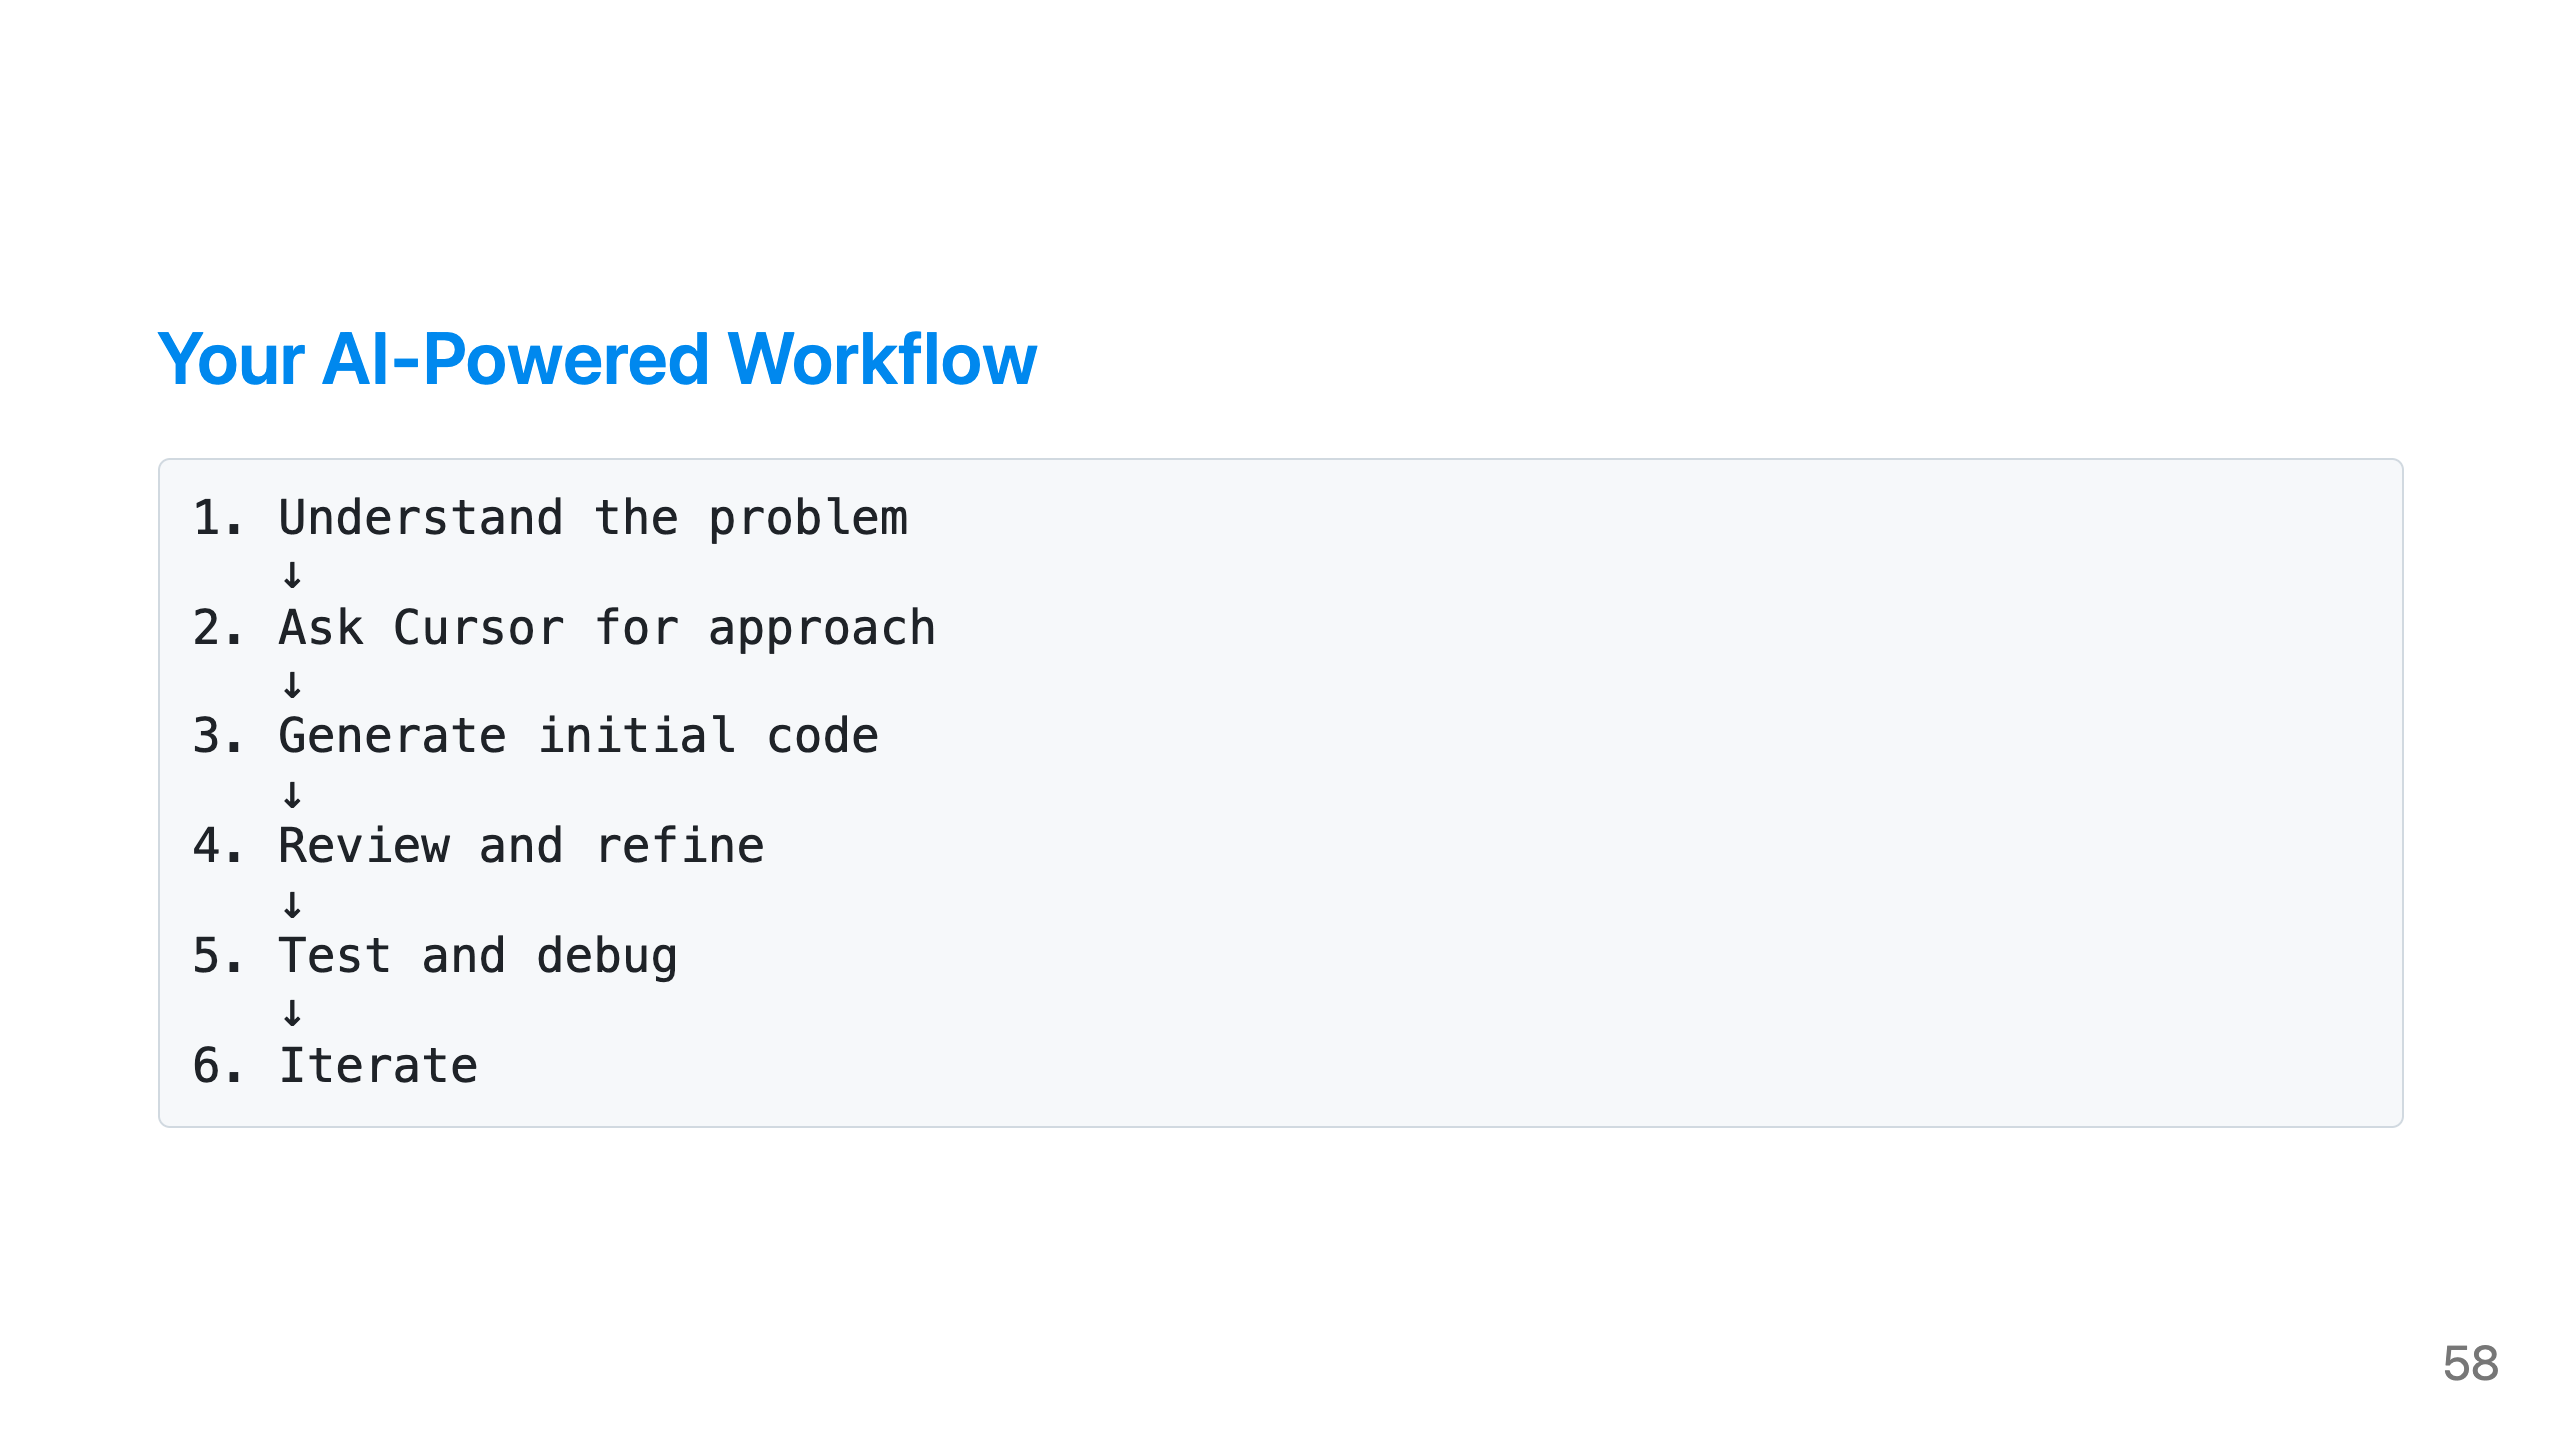 Your AI-Powered Workflow
1. Understand the problem
↓
2. Ask Cursor for approach
↓
3. Generate initial code
↓
4. Review and refine
↓
5. Test and debug
↓
6. Iterate
58